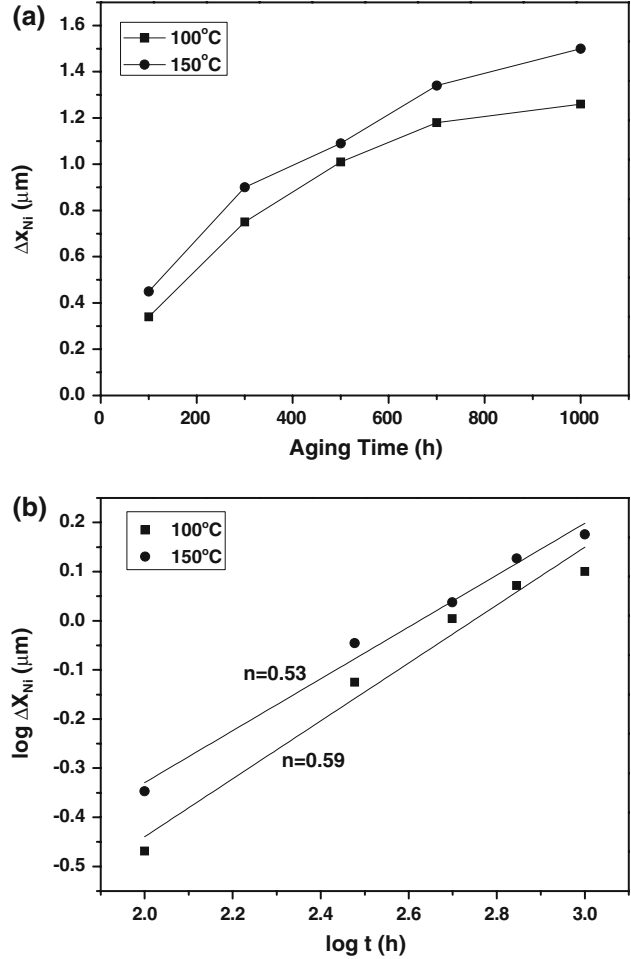 (a)
100°C
150°C
1.6
1.4
1.2
1.0
0.8
0.6
0.4
0.2
0.0
Δx_Ni (μm)
0 200 400 600 800 1000
Aging Time (h)
(b)
100°C
150°C
0.2
0.1
0.0
-0.1
-0.2
-0.3
-0.4
-0.5
log ΔX_Ni (μm)
n=0.53
n=0.59
2.0 2.2 2.4 2.6 2.8 3.0
log t (h)